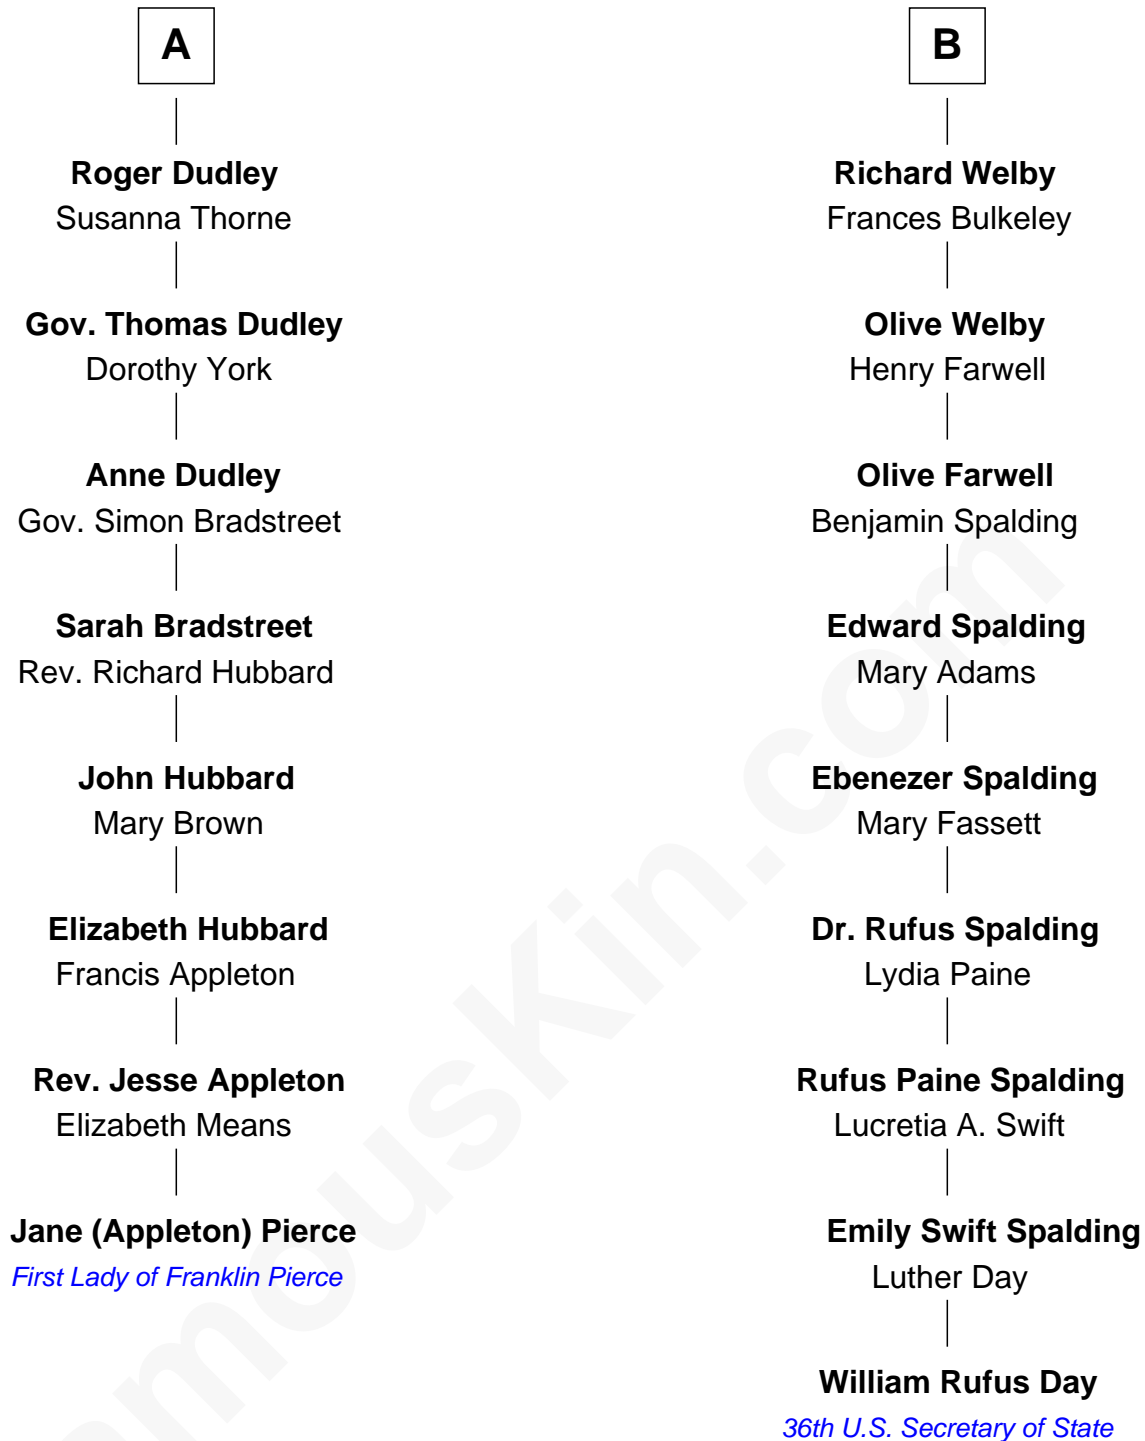 A
Roger Dudley
Susanna Thorne
Gov. Thomas Dudley
Dorothy York
Anne Dudley
Gov. Simon Bradstreet
Sarah Bradstreet
Rev. Richard Hubbard
John Hubbard
Mary Brown
Elizabeth Hubbard
Francis Appleton
Rev. Jesse Appleton
Elizabeth Means
Jane (Appleton) Pierce
First Lady of Franklin Pierce
B
Richard Welby
Frances Bulkeley
Olive Welby
Henry Farwell
Olive Farwell
Benjamin Spalding
Edward Spalding
Mary Adams
Ebenezer Spalding
Mary Fassett
Dr. Rufus Spalding
Lydia Paine
Rufus Paine Spalding
Lucretia A. Swift
Emily Swift Spalding
Luther Day
William Rufus Day
36th U.S. Secretary of State
amouskin.com